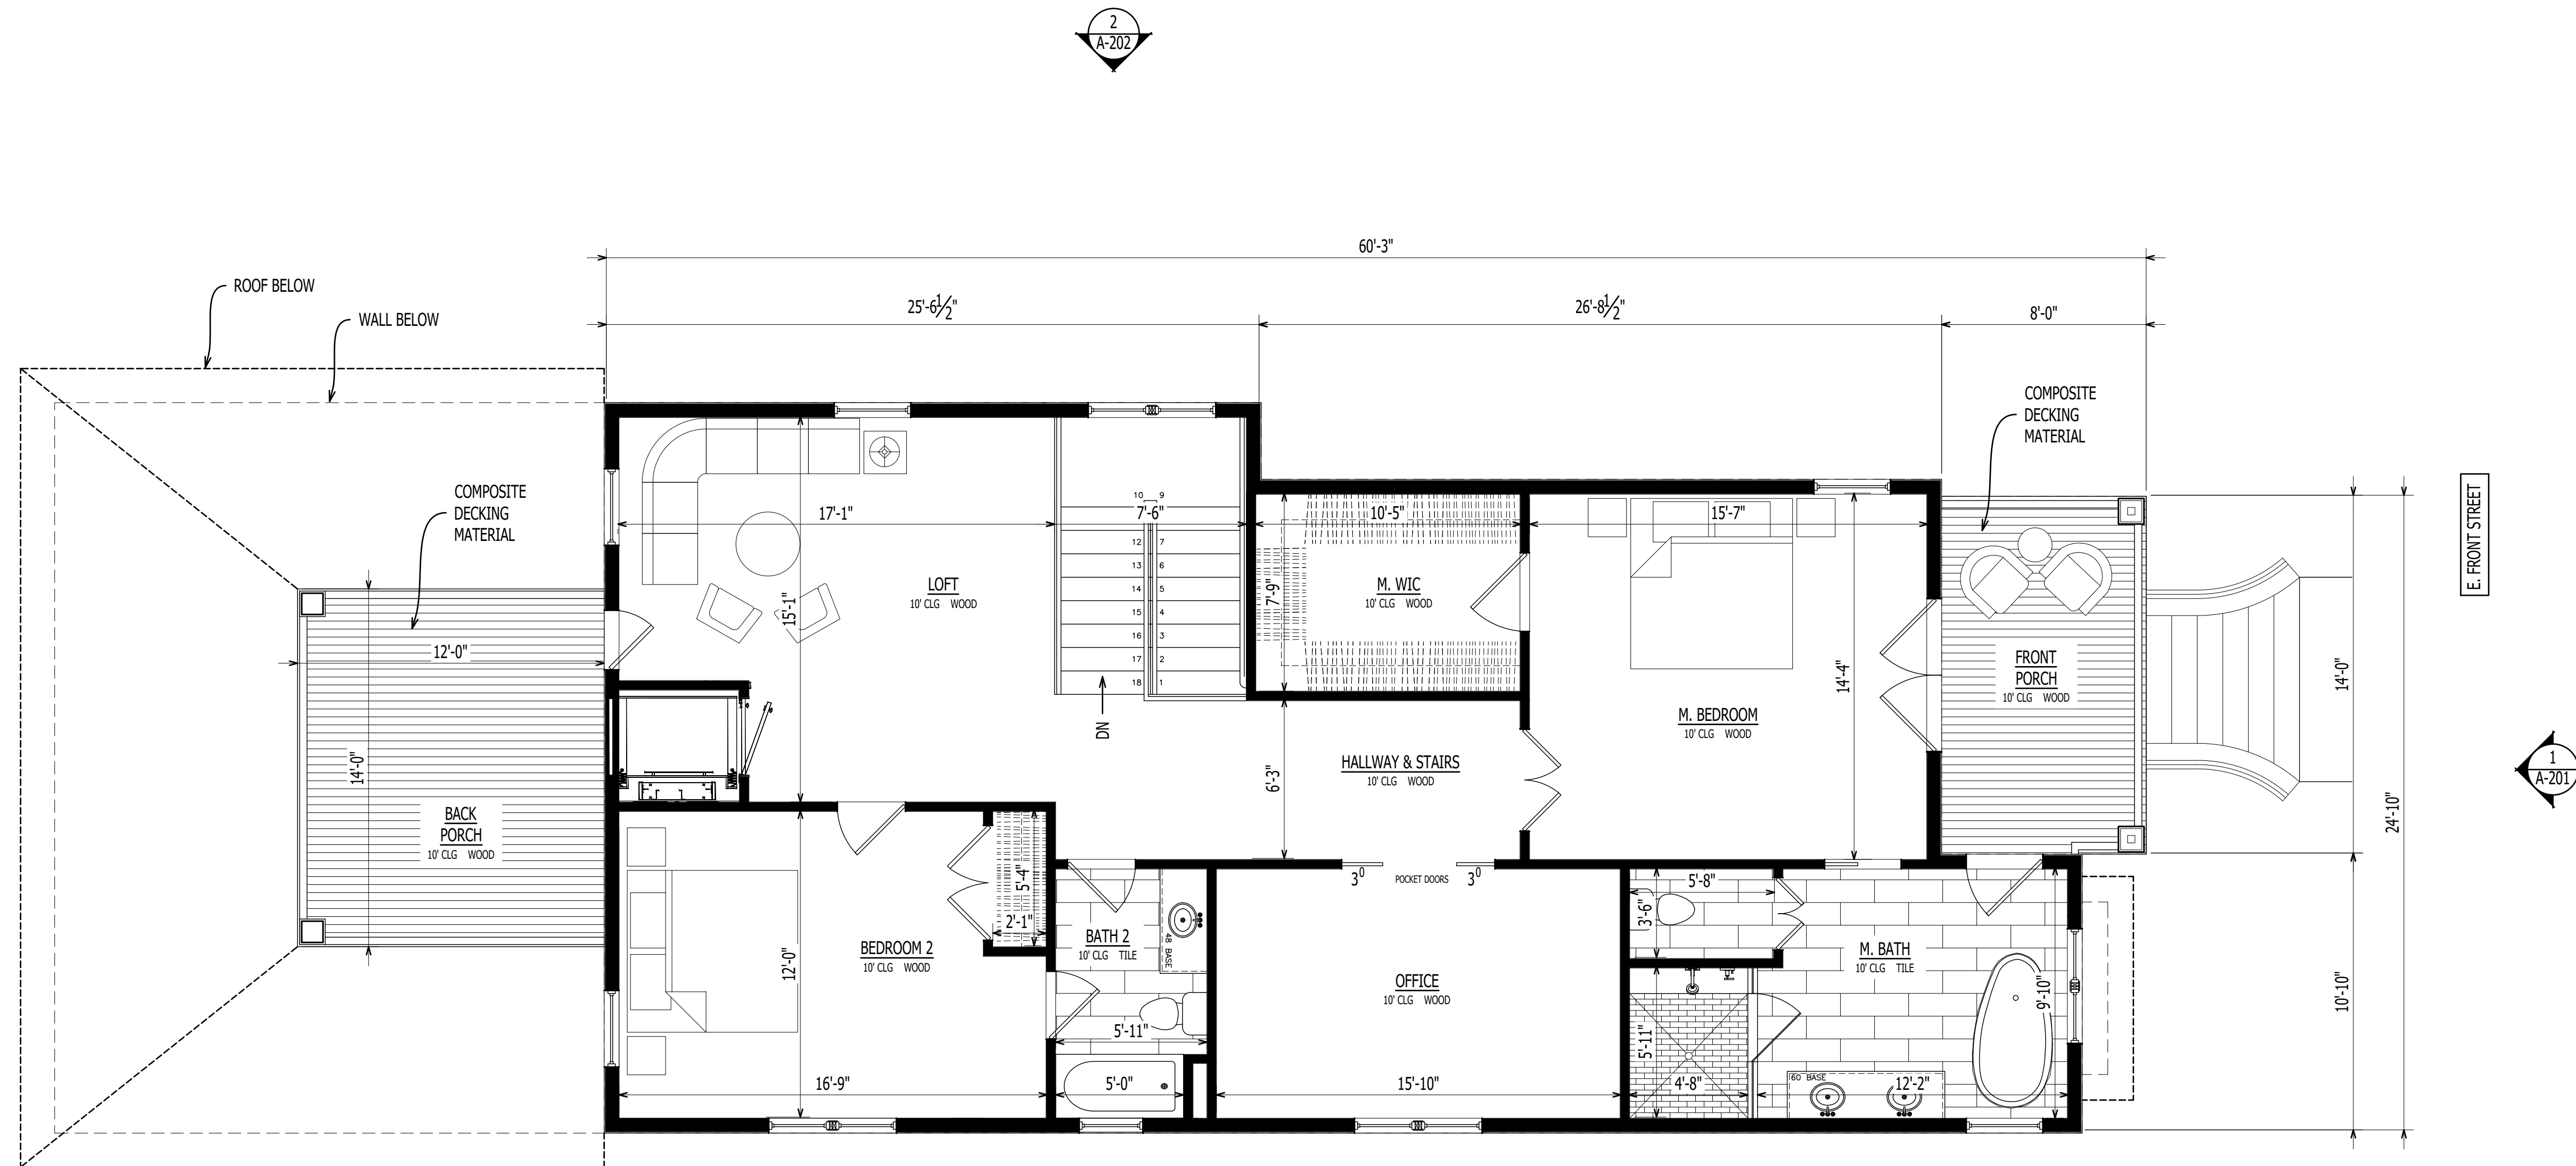 2
A-202
60'-3"
25'-6 1/2"
26'-8 1/2"
8'-0"
ROOF BELOW
WALL BELOW
COMPOSITE
DECKING
MATERIAL
COMPOSITE
DECKING
MATERIAL
E. FRONT STREET
17'-1"
7'-6"
10'-5"
15'-7"
10 9
12 7
13 6
14 5
15 4
16 3
17 2
18 1
DN
LOFT
10' CLG WOOD
15'-1"
7'-9"
M. WIC
10' CLG WOOD
12'-0"
14'-0"
BACK
PORCH
10' CLG WOOD
FRONT
PORCH
10' CLG WOOD
14'-4"
M. BEDROOM
10' CLG WOOD
14'-0"
24'-10"
10'-10"
1
A-201
HALLWAY & STAIRS
10' CLG WOOD
6'-3"
3⁰
POCKET DOORS
3⁰
5'-4"
2'-1"
BEDROOM 2
10' CLG WOOD
12'-0"
16'-9"
BATH 2
10' CLG TILE
48 BASE
5'-11"
5'-0"
OFFICE
10' CLG WOOD
15'-10"
5'-8"
3'-6"
M. BATH
10' CLG TILE
9'-10"
5'-11"
4'-8"
60 BASE
12'-2"